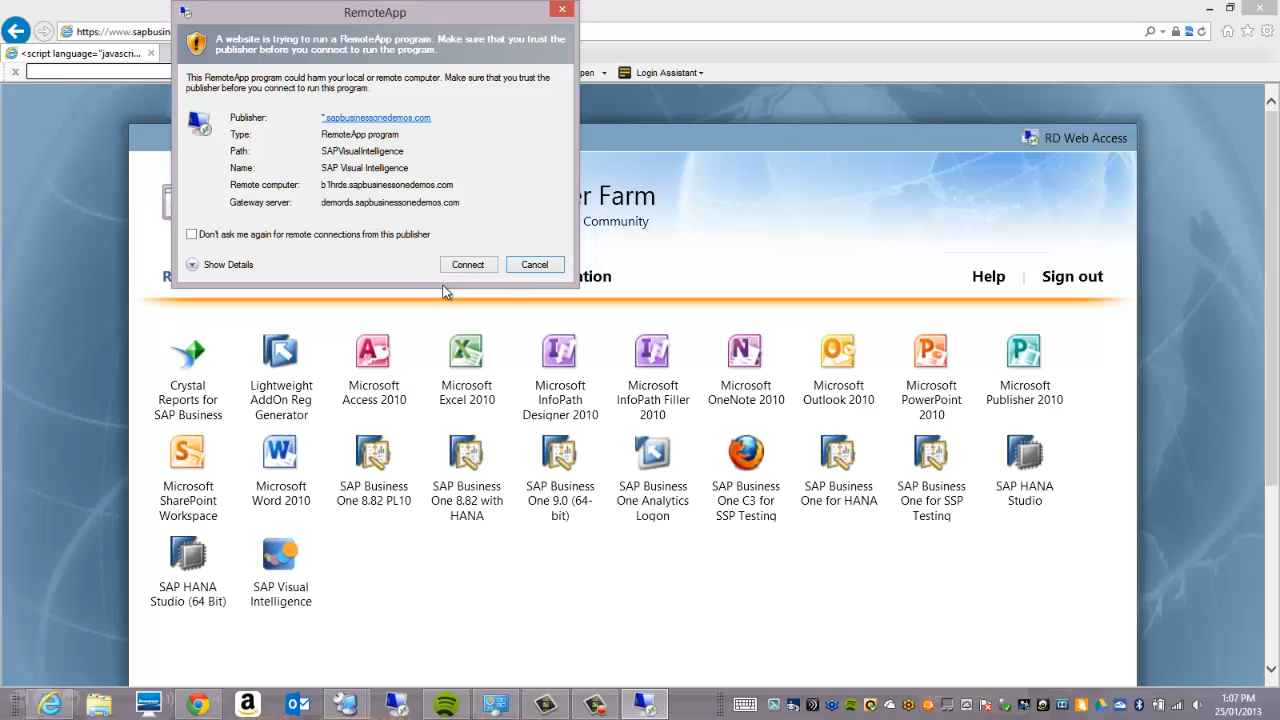 RemoteApp
https://www.sapbusin
<script language="javascri...
A website is trying to run a RemoteApp program. Make sure that you trust the
publisher before you connect to run the program.
This RemoteApp program could harm your local or remote computer. Make sure that you trust the
publisher before you connect to run this program.
Publisher: *.sapbusinessonedemos.com
Type: RemoteApp program
Path: SAPVisualIntelligence
Name: SAP Visual Intelligence
Remote computer: b1hrds.sapbusinessonedemos.com
Gateway server: demords.sapbusinessonedemos.com
Don't ask me again for remote connections from this publisher
Show Details
Connect
Cancel
pen
Login Assistant
RD Web Access
er Farm
Community
R
ation
Help | Sign out
Crystal
Reports for
SAP Business
Lightweight
AddOn Reg
Generator
Microsoft
Access 2010
Microsoft
Excel 2010
Microsoft
InfoPath
Designer 2010
Microsoft
InfoPath Filler
2010
Microsoft
OneNote 2010
Microsoft
Outlook 2010
Microsoft
PowerPoint
2010
Microsoft
Publisher 2010
Microsoft
SharePoint
Workspace
Microsoft
Word 2010
SAP Business
One 8.82 PL10
SAP Business
One 8.82 with
HANA
SAP Business
One 9.0 (64-
bit)
SAP Business
One Analytics
Logon
SAP Business
One C3 for
SSP Testing
SAP Business
One for HANA
SAP Business
One for SSP
Testing
SAP HANA
Studio
SAP HANA
Studio (64 Bit)
SAP Visual
Intelligence
1:07 PM
25/01/2013